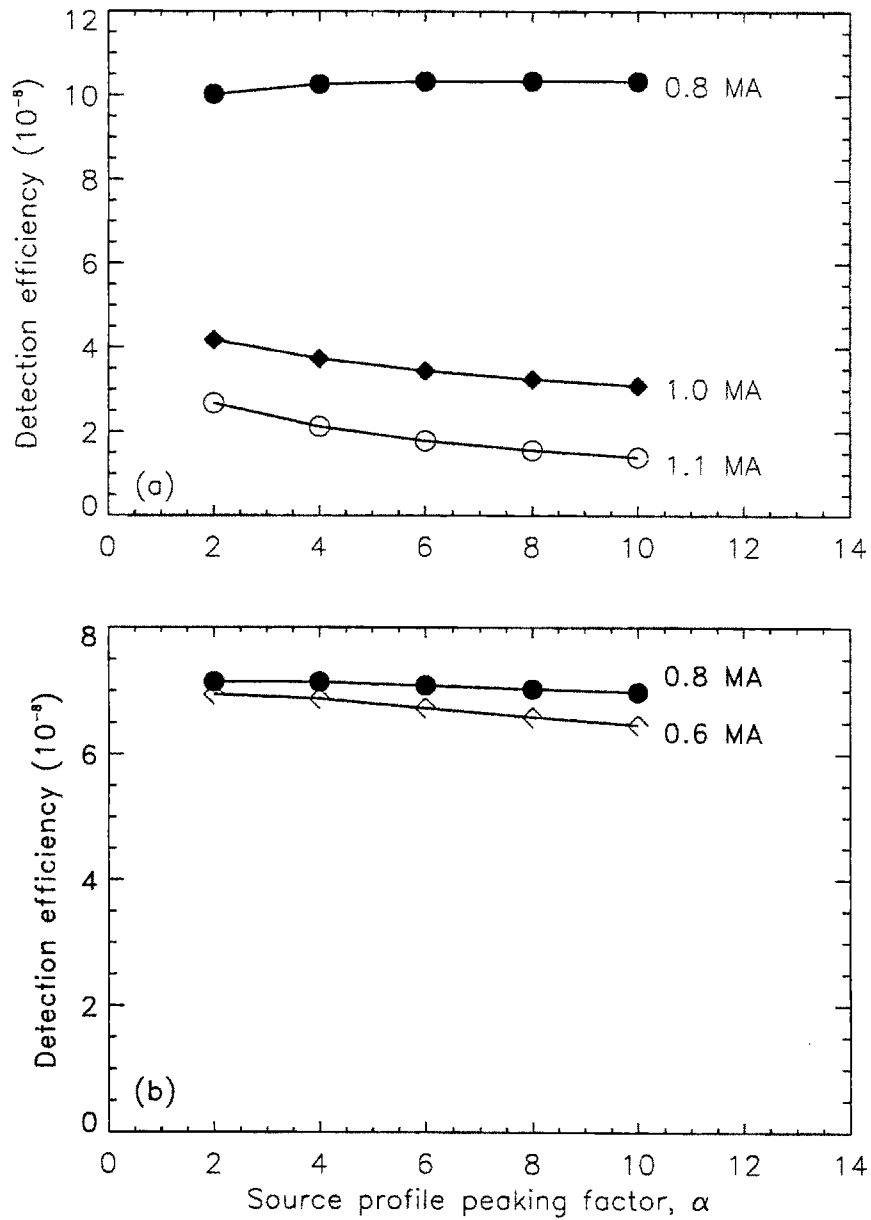 12
10
8
6
4
2
0
Detection efficiency (10⁻⁸)
0.8 MA
1.0 MA
1.1 MA
(a)
0 2 4 6 8 10 12 14
8
6
4
2
0
Detection efficiency (10⁻⁸)
0.8 MA
0.6 MA
(b)
0 2 4 6 8 10 12 14
Source profile peaking factor, α